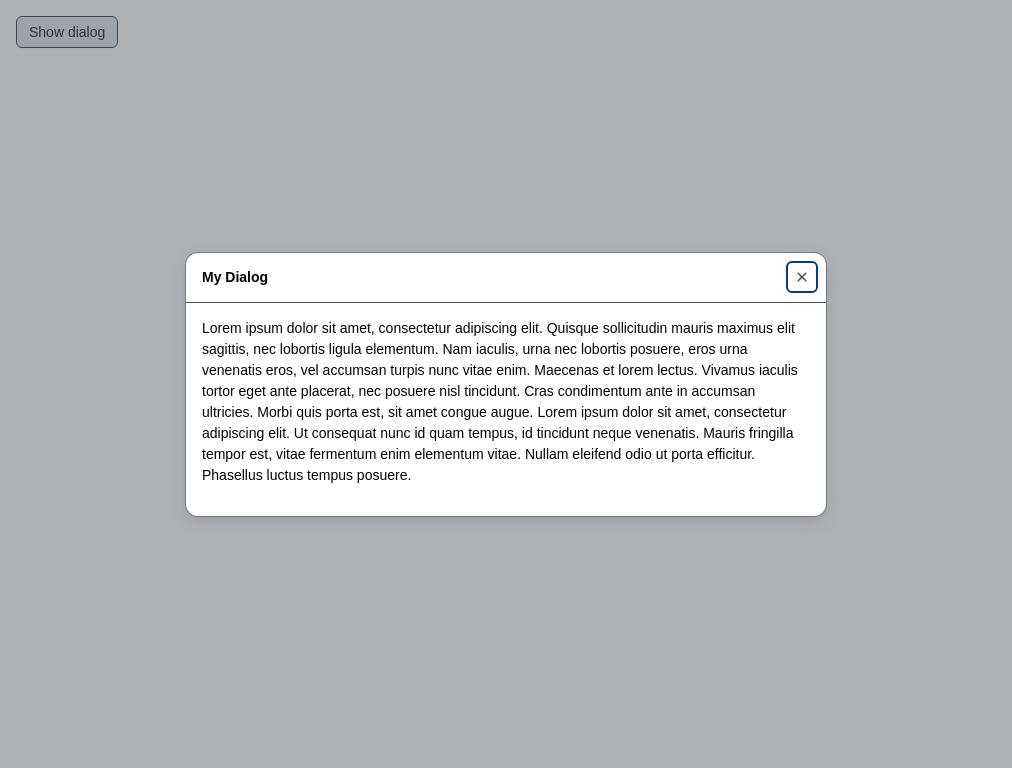 Show dialog
My Dialog
Lorem ipsum dolor sit amet, consectetur adipiscing elit. Quisque sollicitudin mauris maximus elit
sagittis, nec lobortis ligula elementum. Nam iaculis, urna nec lobortis posuere, eros urna
venenatis eros, vel accumsan turpis nunc vitae enim. Maecenas et lorem lectus. Vivamus iaculis
tortor eget ante placerat, nec posuere nisl tincidunt. Cras condimentum ante in accumsan
ultricies. Morbi quis porta est, sit amet congue augue. Lorem ipsum dolor sit amet, consectetur
adipiscing elit. Ut consequat nunc id quam tempus, id tincidunt neque venenatis. Mauris fringilla
tempor est, vitae fermentum enim elementum vitae. Nullam eleifend odio ut porta efficitur.
Phasellus luctus tempus posuere.